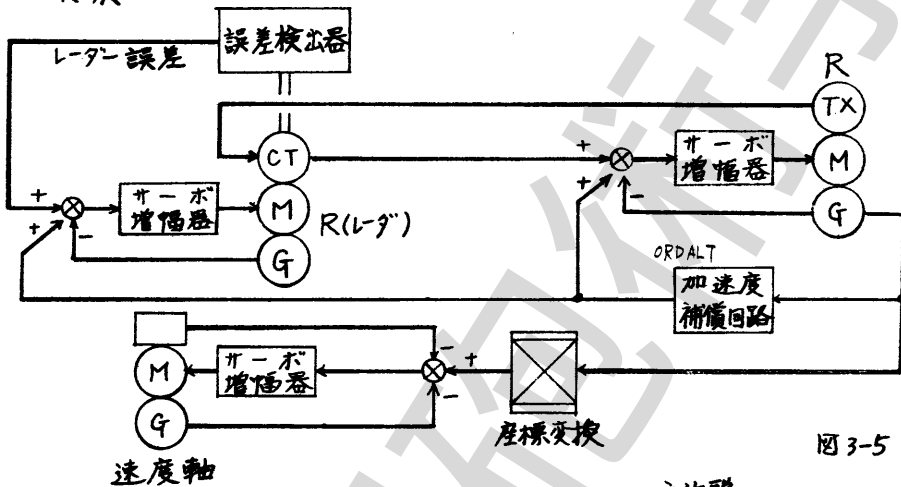 レーダー誤差
誤差検出器
R
TX
CT
+
サーボ
増幅器
M
+
-
G
+
+
-
サーボ
増幅器
M
R(レーダ)
G
ORDALT
加速度
補償回路
M
サーボ
増幅器
-
+
-
G
座標変換
速度軸
図3-5